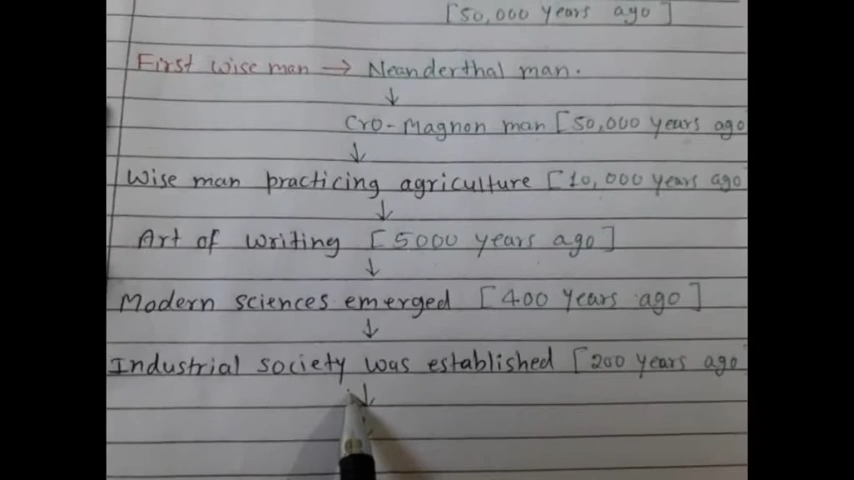 [50,000 years ago]
First wise man → Neanderthal man.
↓
Cro-Magnon man [50,000 years ago
↓
Wise man practicing agriculture [10,000 years ago
↓
Art of writing [5000 years ago]
↓
Modern sciences emerged [400 years ago]
↓
Industrial society was established [200 years ago
↓